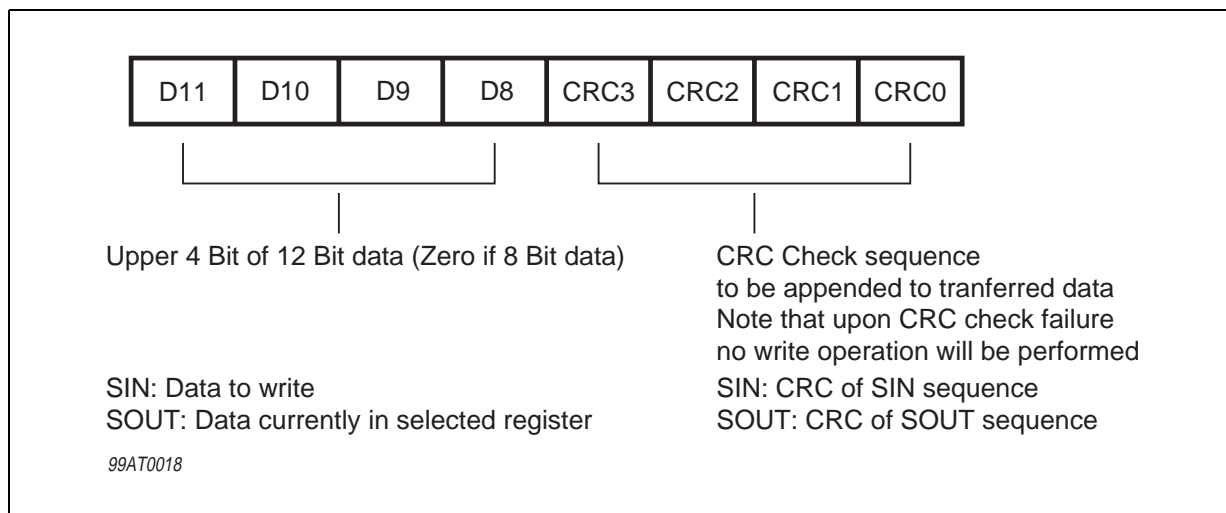 D11 D10 D9 D8 CRC3 CRC2 CRC1 CRC0
Upper 4 Bit of 12 Bit data (Zero if 8 Bit data)
SIN: Data to write
SOUT: Data currently in selected register
CRC Check sequence
to be appended to tranferred data
Note that upon CRC check failure
no write operation will be performed
SIN: CRC of SIN sequence
SOUT: CRC of SOUT sequence
99AT0018